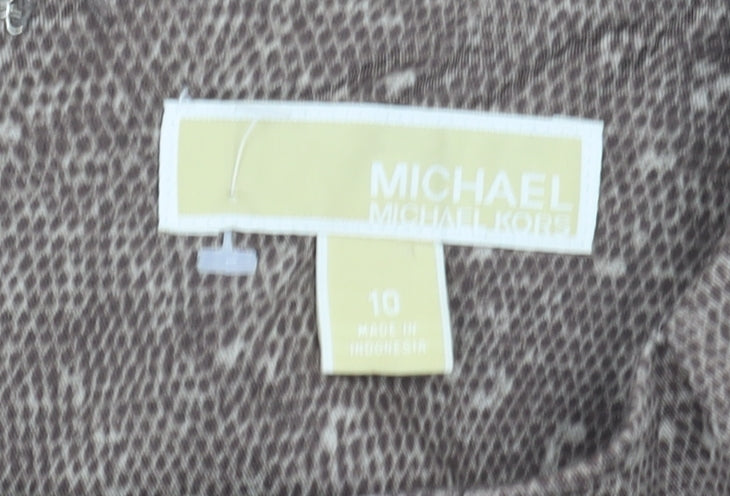 MICHAEL
MICHAEL KORS
10
MADE IN
INDONESIA